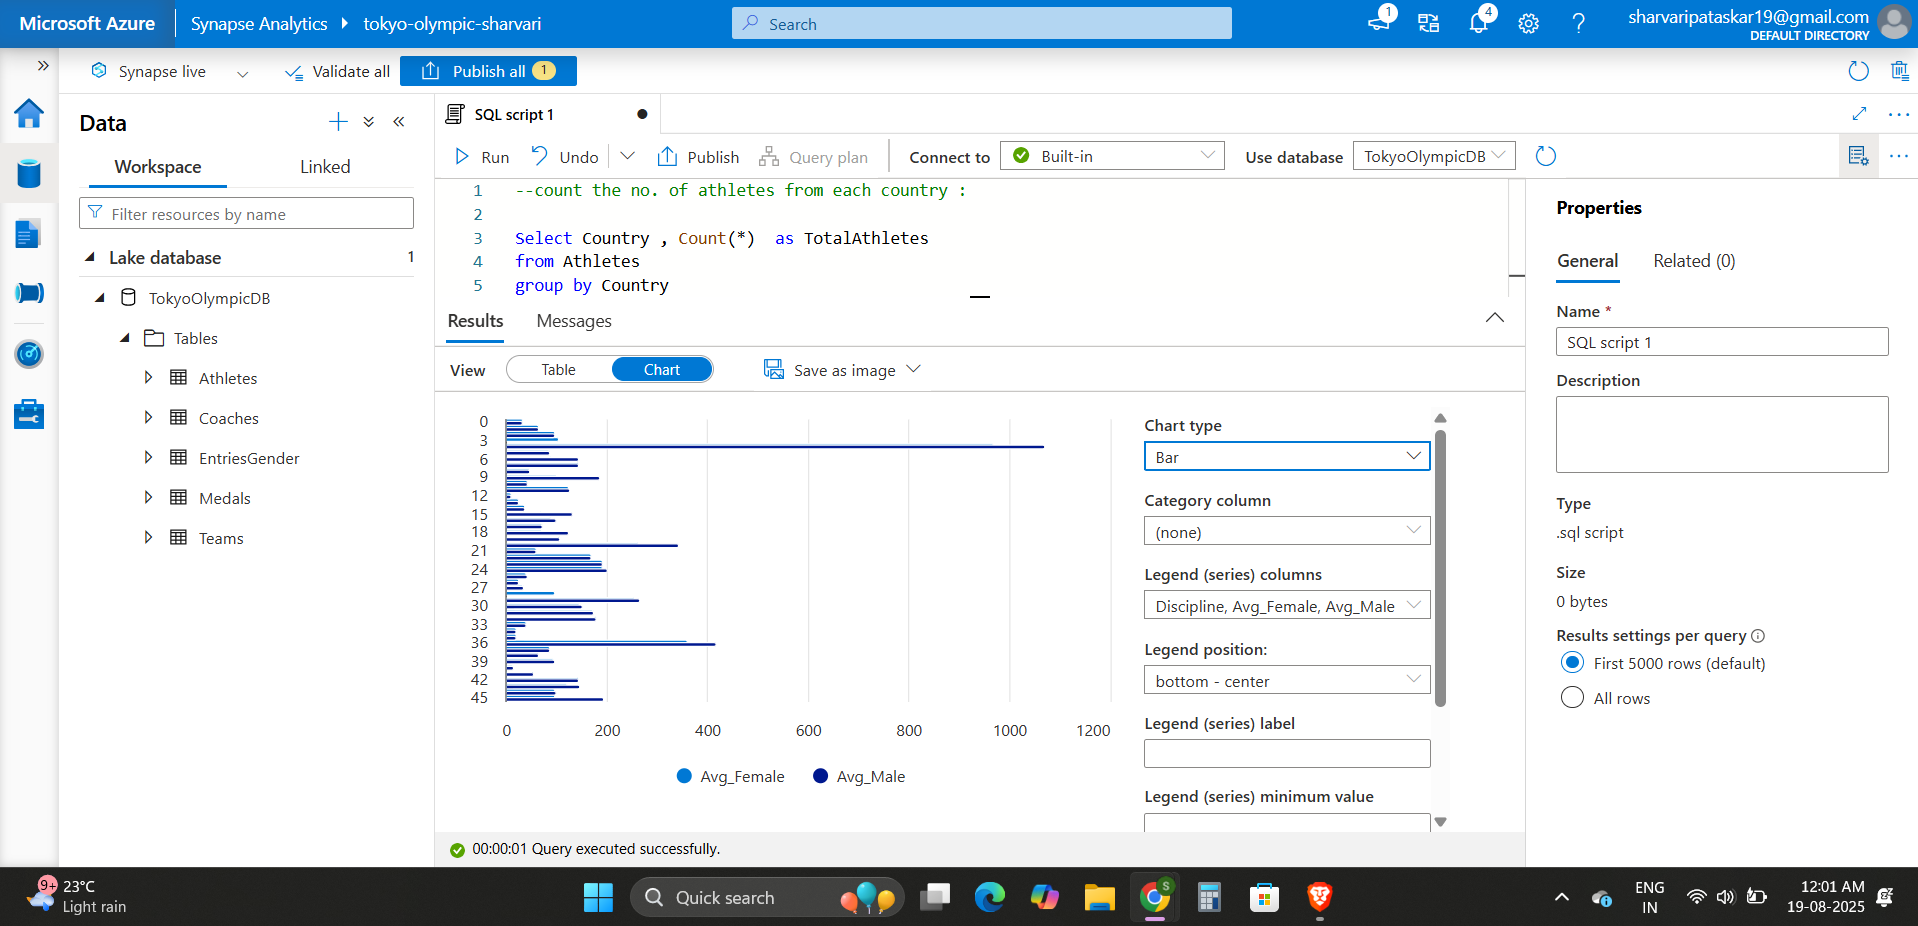 Microsoft Azure
Synapse Analytics
tokyo-olympic-sharvari
Search
1
4
sharvaripataskar19@gmail.com
DEFAULT DIRECTORY
Synapse live
Validate all
Publish all 1
Data
Workspace
Linked
Filter resources by name
Lake database 1
TokyoOlympicDB
Tables
Athletes
Coaches
EntriesGender
Medals
Teams
SQL script 1
Run
Undo
Publish
Query plan
Connect to
Built-in
Use database
TokyoOlympicDB
1 --count the no. of athletes from each country :
2
3 Select Country , Count(*)  as TotalAthletes
4 from Athletes
5 group by Country
Results
Messages
View
Table
Chart
Save as image
0
3
6
9
12
15
18
21
24
27
30
33
36
39
42
45
0 200 400 600 800 1000 1200
Avg_Female Avg_Male
Chart type
Bar
Category column
(none)
Legend (series) columns
Discipline, Avg_Female, Avg_Male
Legend position:
bottom - center
Legend (series) label
Legend (series) minimum value
00:00:01 Query executed successfully.
Properties
General
Related (0)
Name *
SQL script 1
Description
Type
.sql script
Size
0 bytes
Results settings per query
First 5000 rows (default)
All rows
9+
23°C
Light rain
Quick search
S
ENG
IN
12:01 AM
19-08-2025